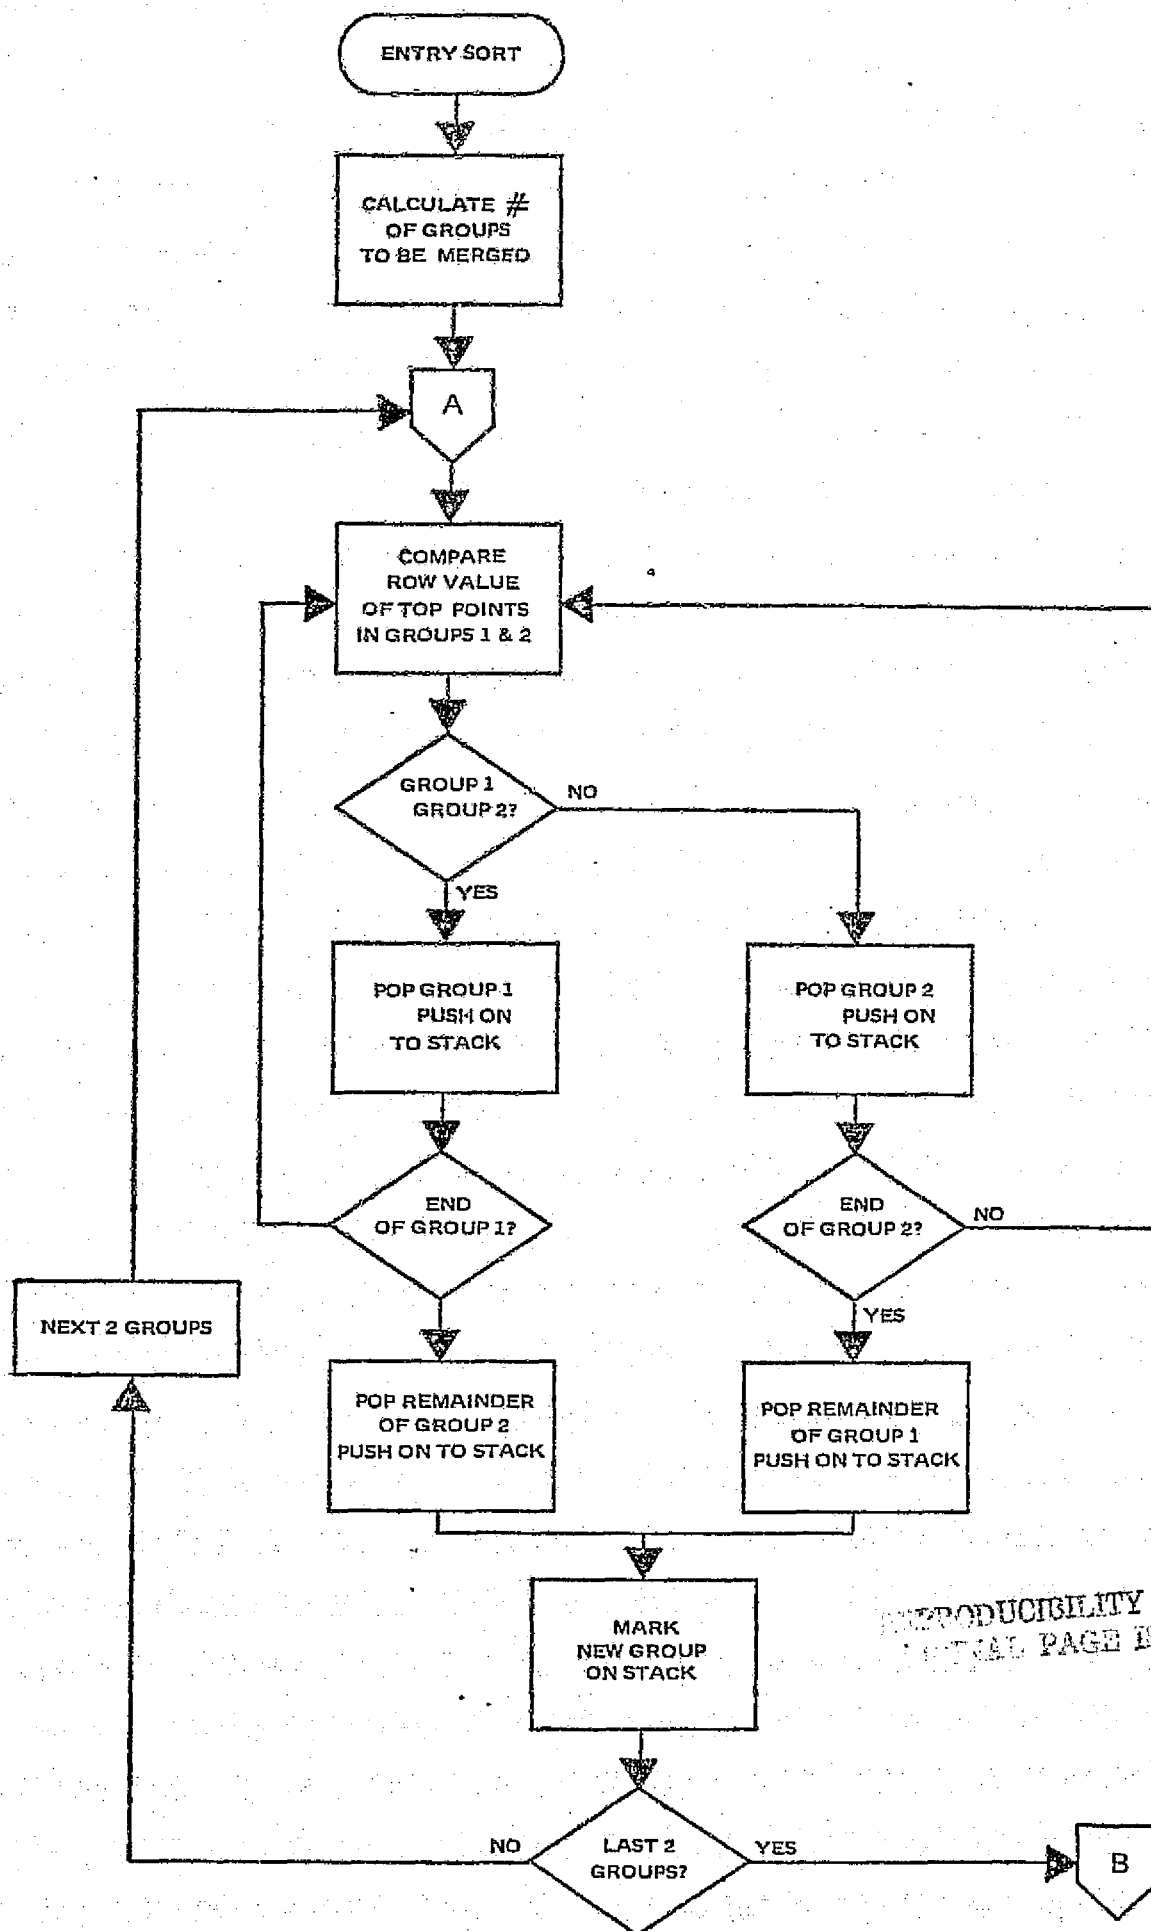 ENTRY SORT
CALCULATE #
OF GROUPS
TO BE MERGED
A
COMPARE
ROW VALUE
OF TOP POINTS
IN GROUPS 1 & 2
GROUP 1
GROUP 2?
NO
YES
POP GROUP 1
PUSH ON
TO STACK
POP GROUP 2
PUSH ON
TO STACK
END
OF GROUP 1?
END
OF GROUP 2?
NO
YES
NEXT 2 GROUPS
POP REMAINDER
OF GROUP 2
PUSH ON TO STACK
POP REMAINDER
OF GROUP 1
PUSH ON TO STACK
MARK
NEW GROUP
ON STACK
PAGE
NO
LAST 2
GROUPS?
YES
B